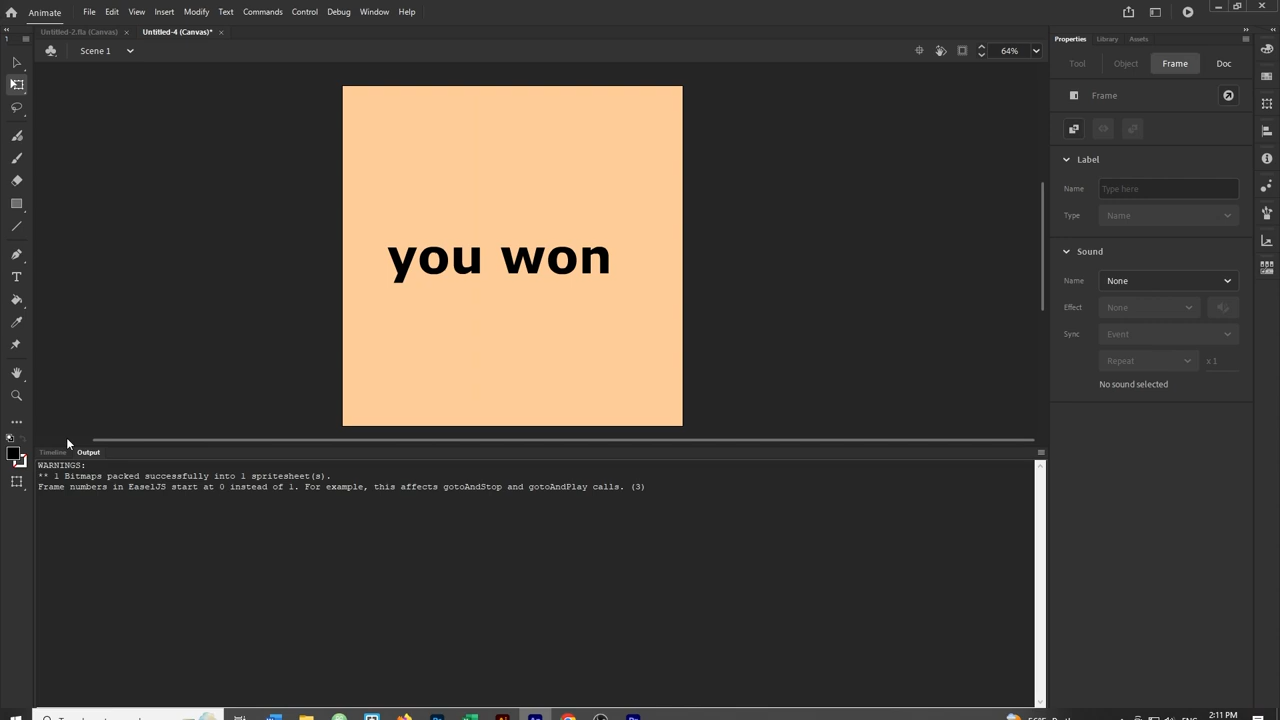 Animate File Edit View Insert Modify Text Commands Control Debug Window Help
Untitled-2.fla (Canvas) × Untitled-4 (Canvas)* ×
1
Scene 1
64%
Properties Library Assets
Tool Object Frame Doc
Frame
Label
Name Type here
Type Name
Sound
Name None
Effect None
Sync Event
Repeat x 1
No sound selected
you won
Timeline Output
WARNINGS:
** 1 Bitmaps packed successfully into 1 spritesheet(s).
Frame numbers in EaselJS start at 0 instead of 1. For example, this affects gotoAndStop and gotoAndPlay calls. (3)
2:11 PM